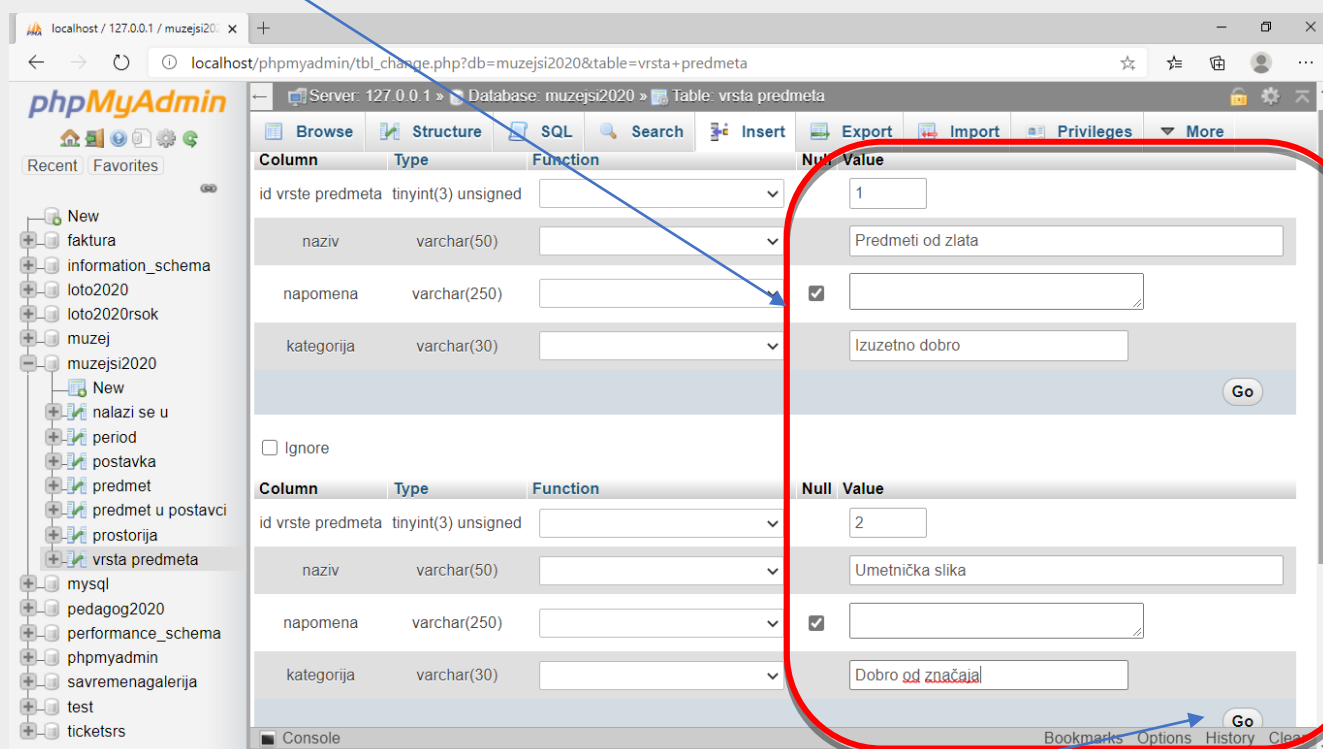 localhost / 127.0.0.1 / muzejsi20
localhost/phpmyadmin/tbl_change.php?db=muzejsi2020&table=vrsta+predmeta
phpMyAdmin
Recent Favorites
New
faktura
information_schema
loto2020
loto2020rsok
muzej
muzejsi2020
New
nalazi se u
period
postavka
predmet
predmet u postavci
prostorija
vrsta predmeta
mysql
pedagog2020
performance_schema
phpmyadmin
savremenagalerija
test
ticketsrs
Server: 127.0.0.1 » Database: muzejsi2020 » Table: vrsta predmeta
Browse Structure SQL Search Insert Export Import Privileges More
Column Type Function Null Value
id vrste predmeta tinyint(3) unsigned 1
naziv varchar(50) Predmeti od zlata
napomena varchar(250)
kategorija varchar(30) Izuzetno dobro
Go
Ignore
Column Type Function Null Value
id vrste predmeta tinyint(3) unsigned 2
naziv varchar(50) Umetnička slika
napomena varchar(250)
kategorija varchar(30) Dobro od značaja
Go
Console Bookmarks Options History Clear